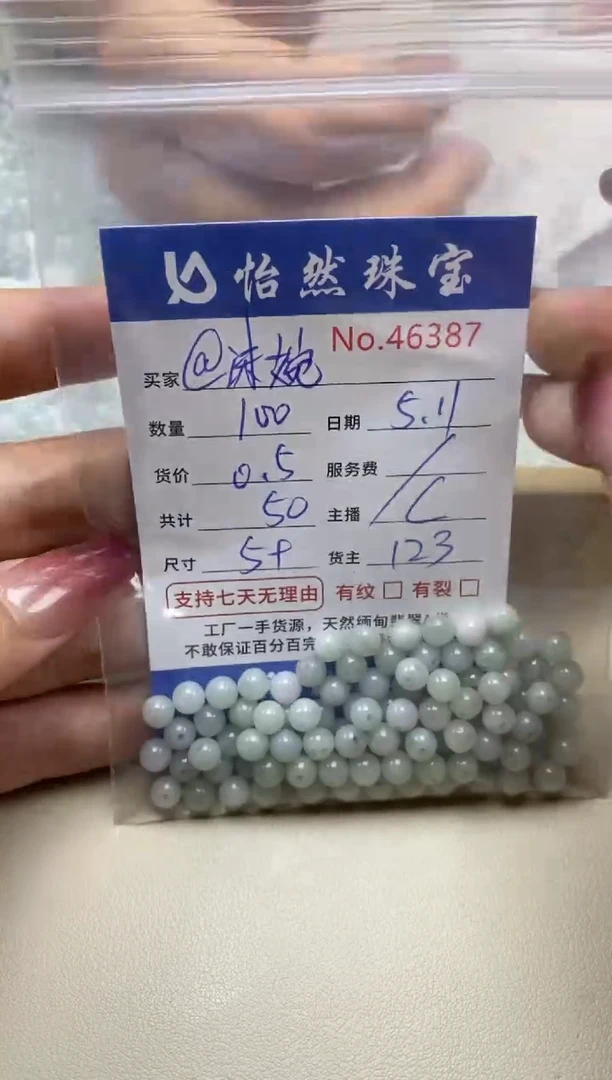 怡然珠宝
No.46387
买家 @沫婉
数量 100 日期 5.11
货价 0.5 服务费 /
共计 50 主播 C
尺寸 5+ 货主 123
支持七天无理由 有纹 □ 有裂 □
工厂一手货源，天然缅甸翡翠A货
不敢保证百分百完